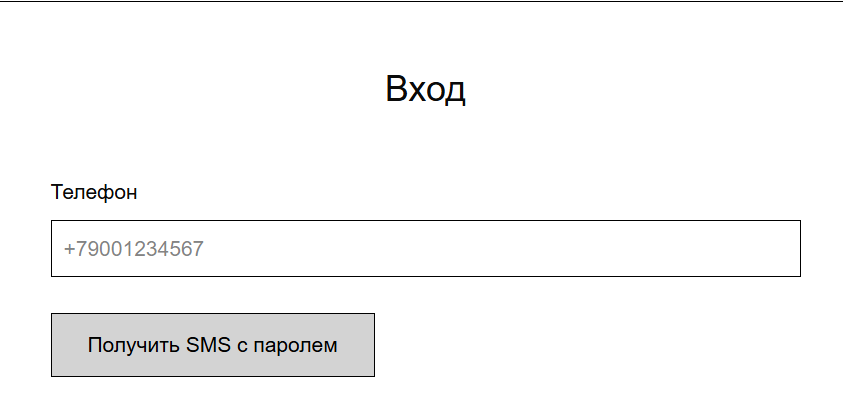 Вход
Телефон
+79001234567
Получить SMS с паролем